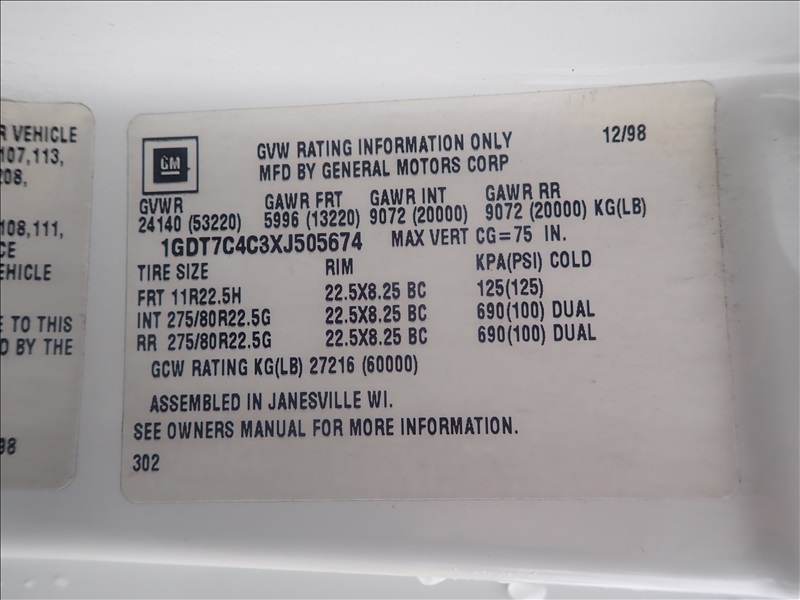 R VEHICLE
107,113,
208,
108,111,
CE
EHICLE
E TO THIS
D BY THE
98
GM
GVW RATING INFORMATION ONLY 12/98
MFD BY GENERAL MOTORS CORP
GVWR GAWR FRT GAWR INT GAWR RR
24140 (53220) 5996 (13220) 9072 (20000) 9072 (20000) KG(LB)
1GDT7C4C3XJ505674 MAX VERT CG=75 IN.
TIRE SIZE RIM KPA(PSI) COLD
FRT 11R22.5H 22.5X8.25 BC 125(125)
INT 275/80R22.5G 22.5X8.25 BC 690(100) DUAL
RR 275/80R22.5G 22.5X8.25 BC 690(100) DUAL
GCW RATING KG(LB) 27216 (60000)
ASSEMBLED IN JANESVILLE WI.
SEE OWNERS MANUAL FOR MORE INFORMATION.
302